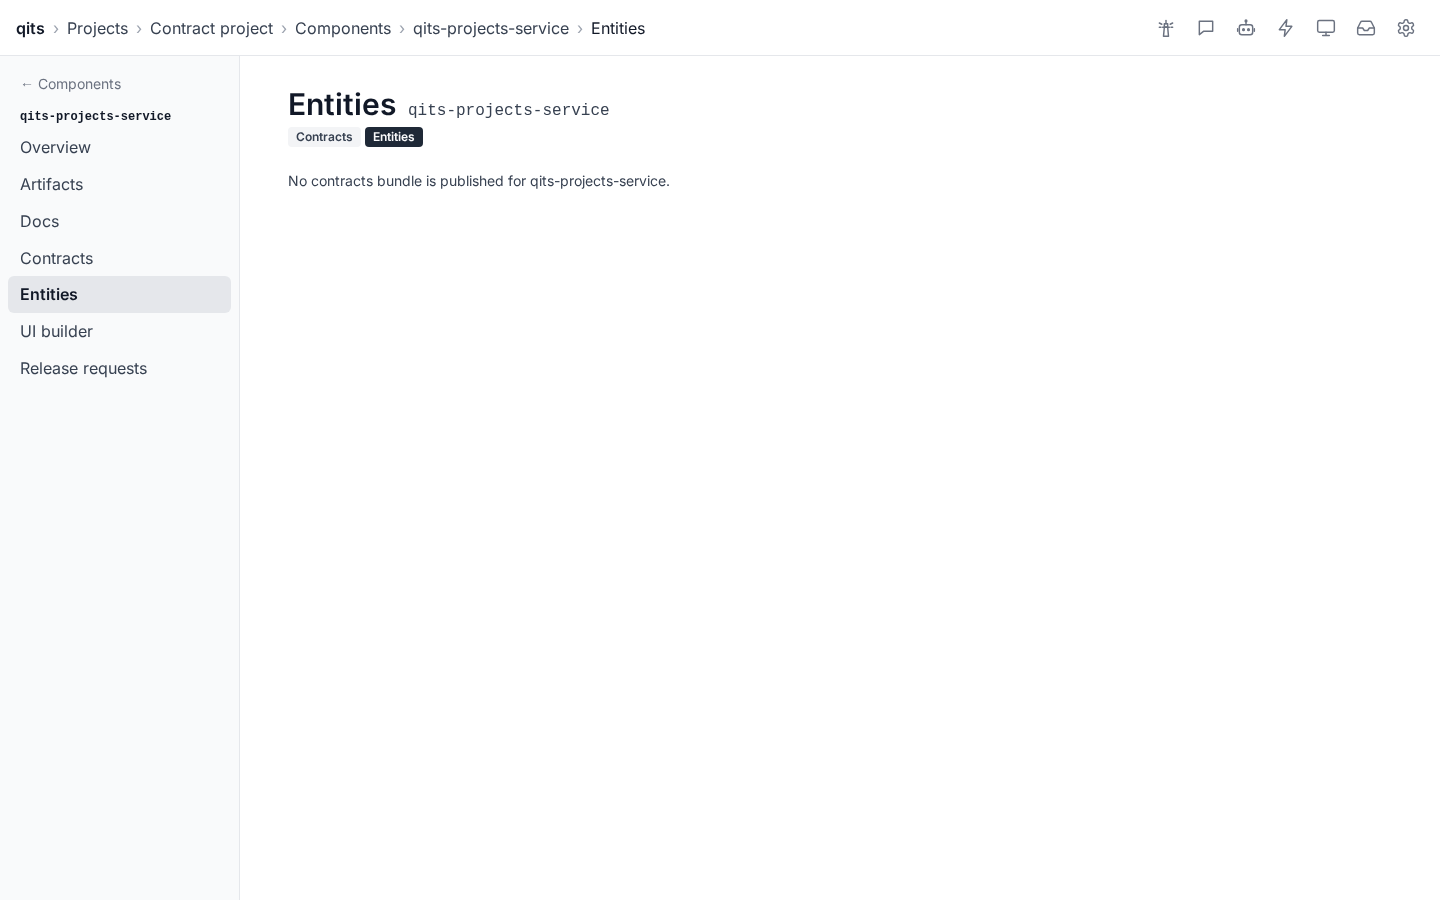 qits › Projects › Contract project › Components › qits-projects-service › Entities
← Components
qits-projects-service
Overview
Artifacts
Docs
Contracts
Entities
UI builder
Release requests
Entities qits-projects-service
Contracts Entities
No contracts bundle is published for qits-projects-service.